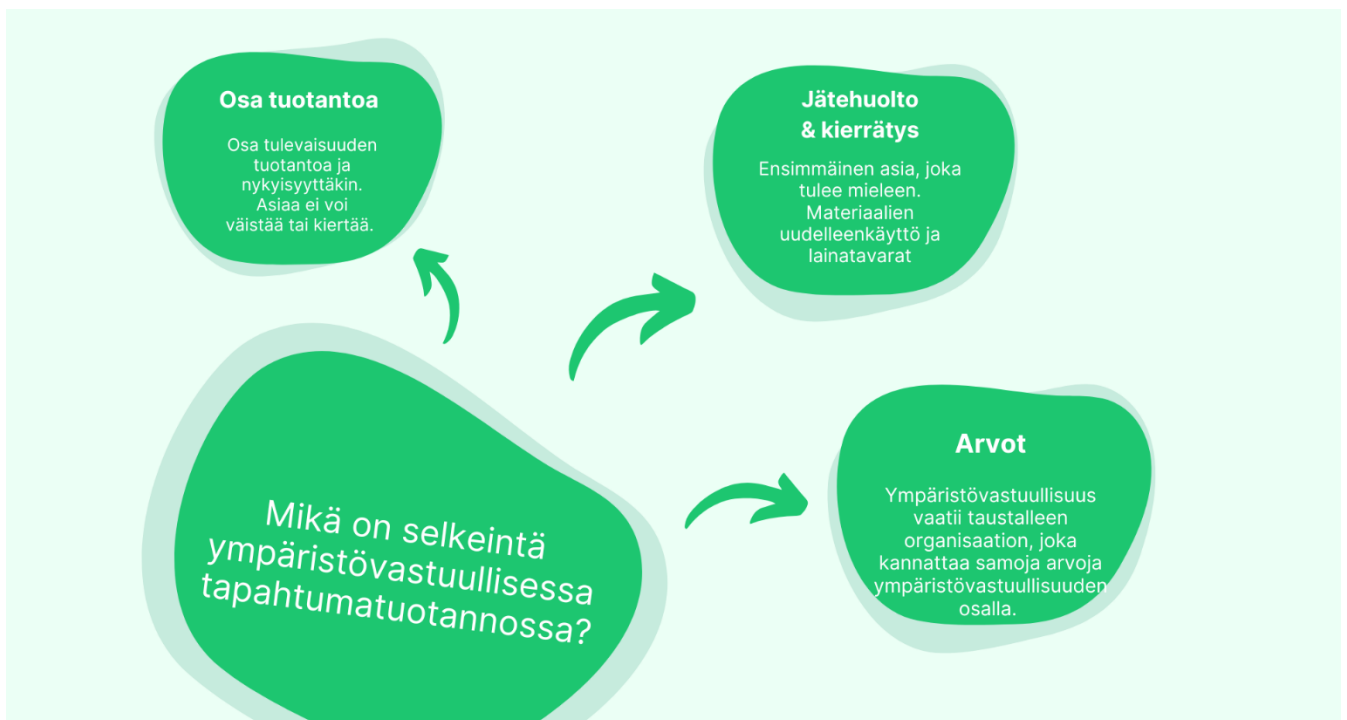 Osa tuotantoa
Osa tulevaisuuden
tuotantoa ja
nykyisyyttäkin.
Asiaa ei voi
väistää tai kiertää.
Jätehuolto
& kierrätys
Ensimmäinen asia, joka
tulee mieleen.
Materiaalien
uudelleenkäyttö ja
lainatavarat
Arvot
Ympäristövastuullisuus
vaatii taustalleen
organisaation, joka
kannattaa samoja arvoja
ympäristövastuullisuuden
osalla.
Mikä on selkeintä
ympäristövastuullisessa
tapahtumatuotannossa?